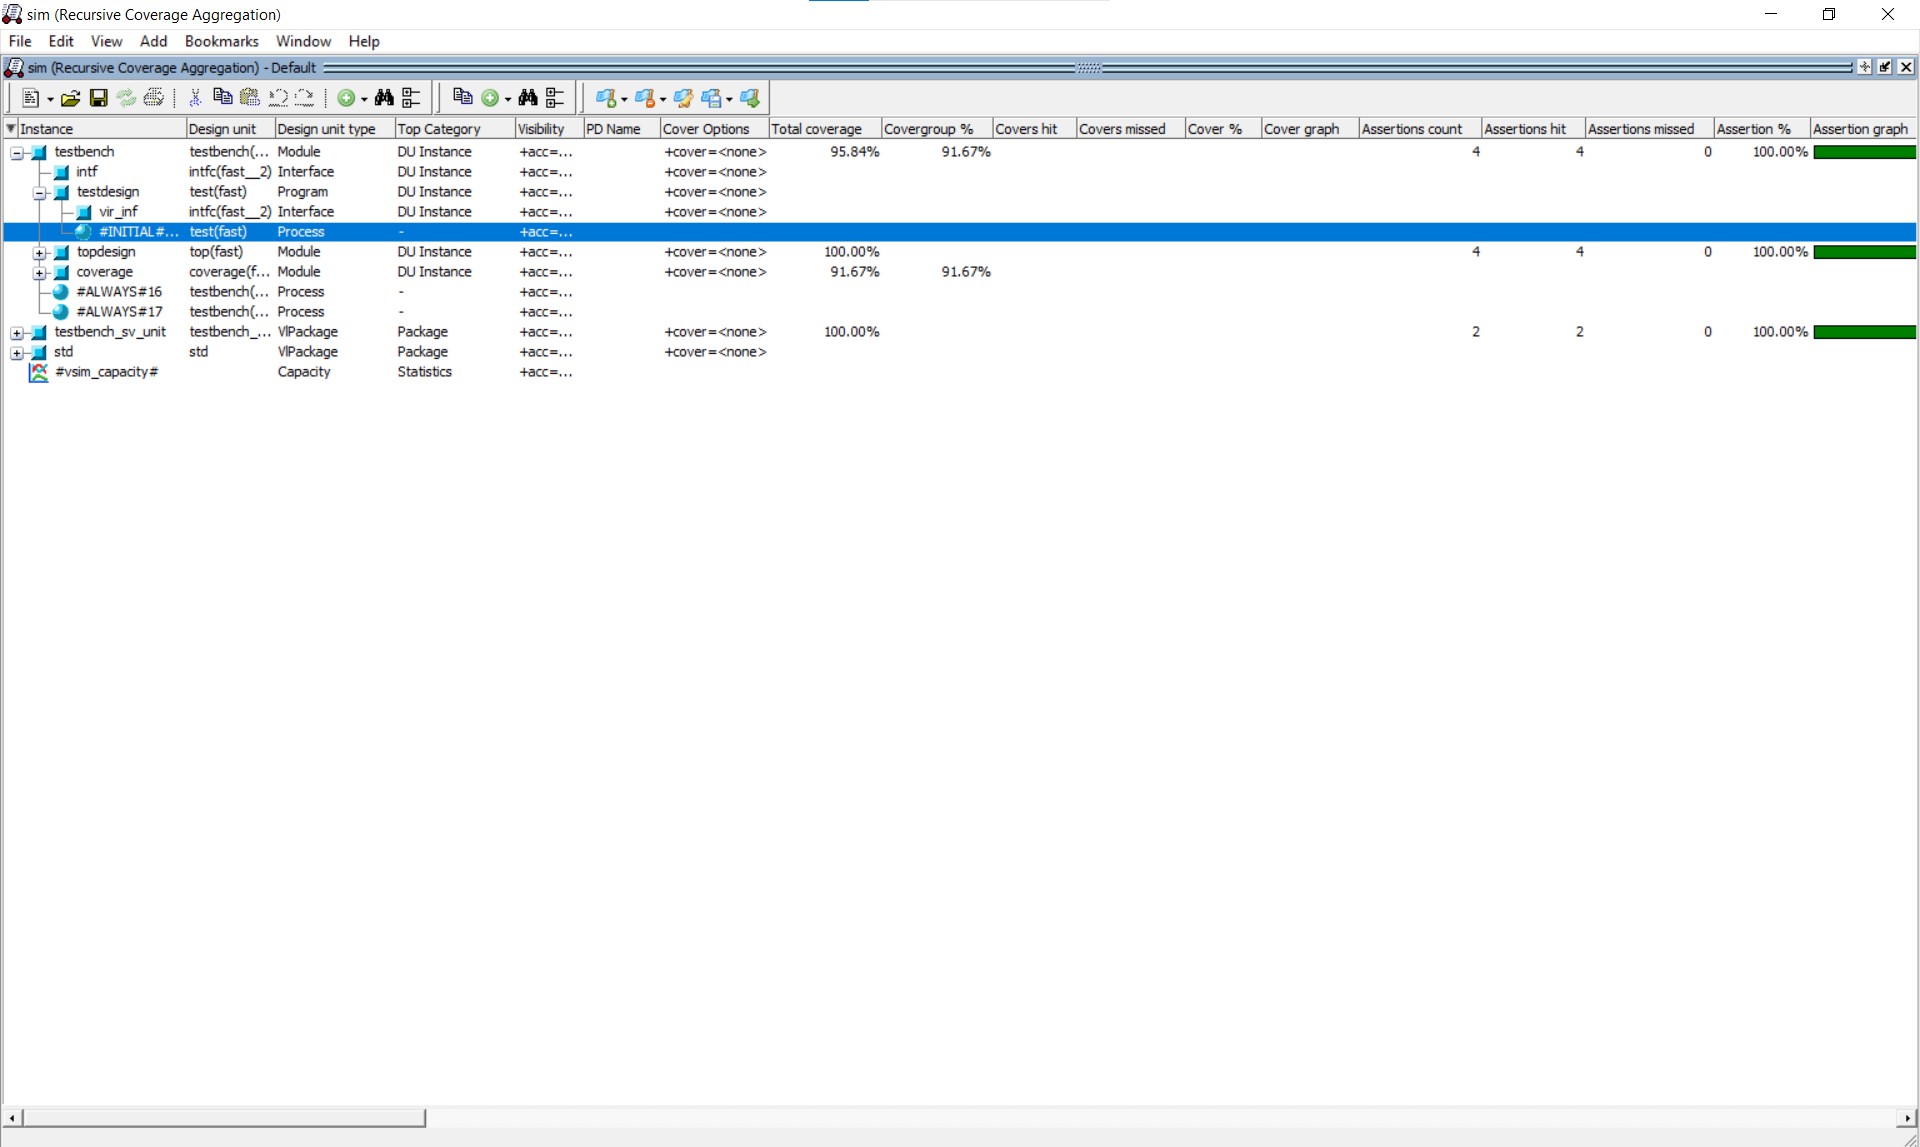 sim (Recursive Coverage Aggregation)
File Edit View Add Bookmarks Window Help
sim (Recursive Coverage Aggregation) - Default
Instance Design unit Design unit type Top Category Visibility PD Name Cover Options Total coverage Covergroup % Covers hit Covers missed Cover % Cover graph Assertions count Assertions hit Assertions missed Assertion % Assertion graph
testbench testbench(... Module DU Instance +acc=... +cover=<none> 95.84% 91.67% 4 4 0 100.00%
intf intfc(fast__2) Interface DU Instance +acc=... +cover=<none>
testdesign test(fast) Program DU Instance +acc=... +cover=<none>
vir_inf intfc(fast__2) Interface DU Instance +acc=... +cover=<none>
#INITIAL#... test(fast) Process - +acc=...
topdesign top(fast) Module DU Instance +acc=... +cover=<none> 100.00% 4 4 0 100.00%
coverage coverage(f... Module DU Instance +acc=... +cover=<none> 91.67% 91.67%
#ALWAYS#16 testbench(... Process - +acc=...
#ALWAYS#17 testbench(... Process - +acc=...
testbench_sv_unit testbench_... VlPackage Package +acc=... +cover=<none> 100.00% 2 2 0 100.00%
std std VlPackage Package +acc=... +cover=<none>
#vsim_capacity# Capacity Statistics +acc=...